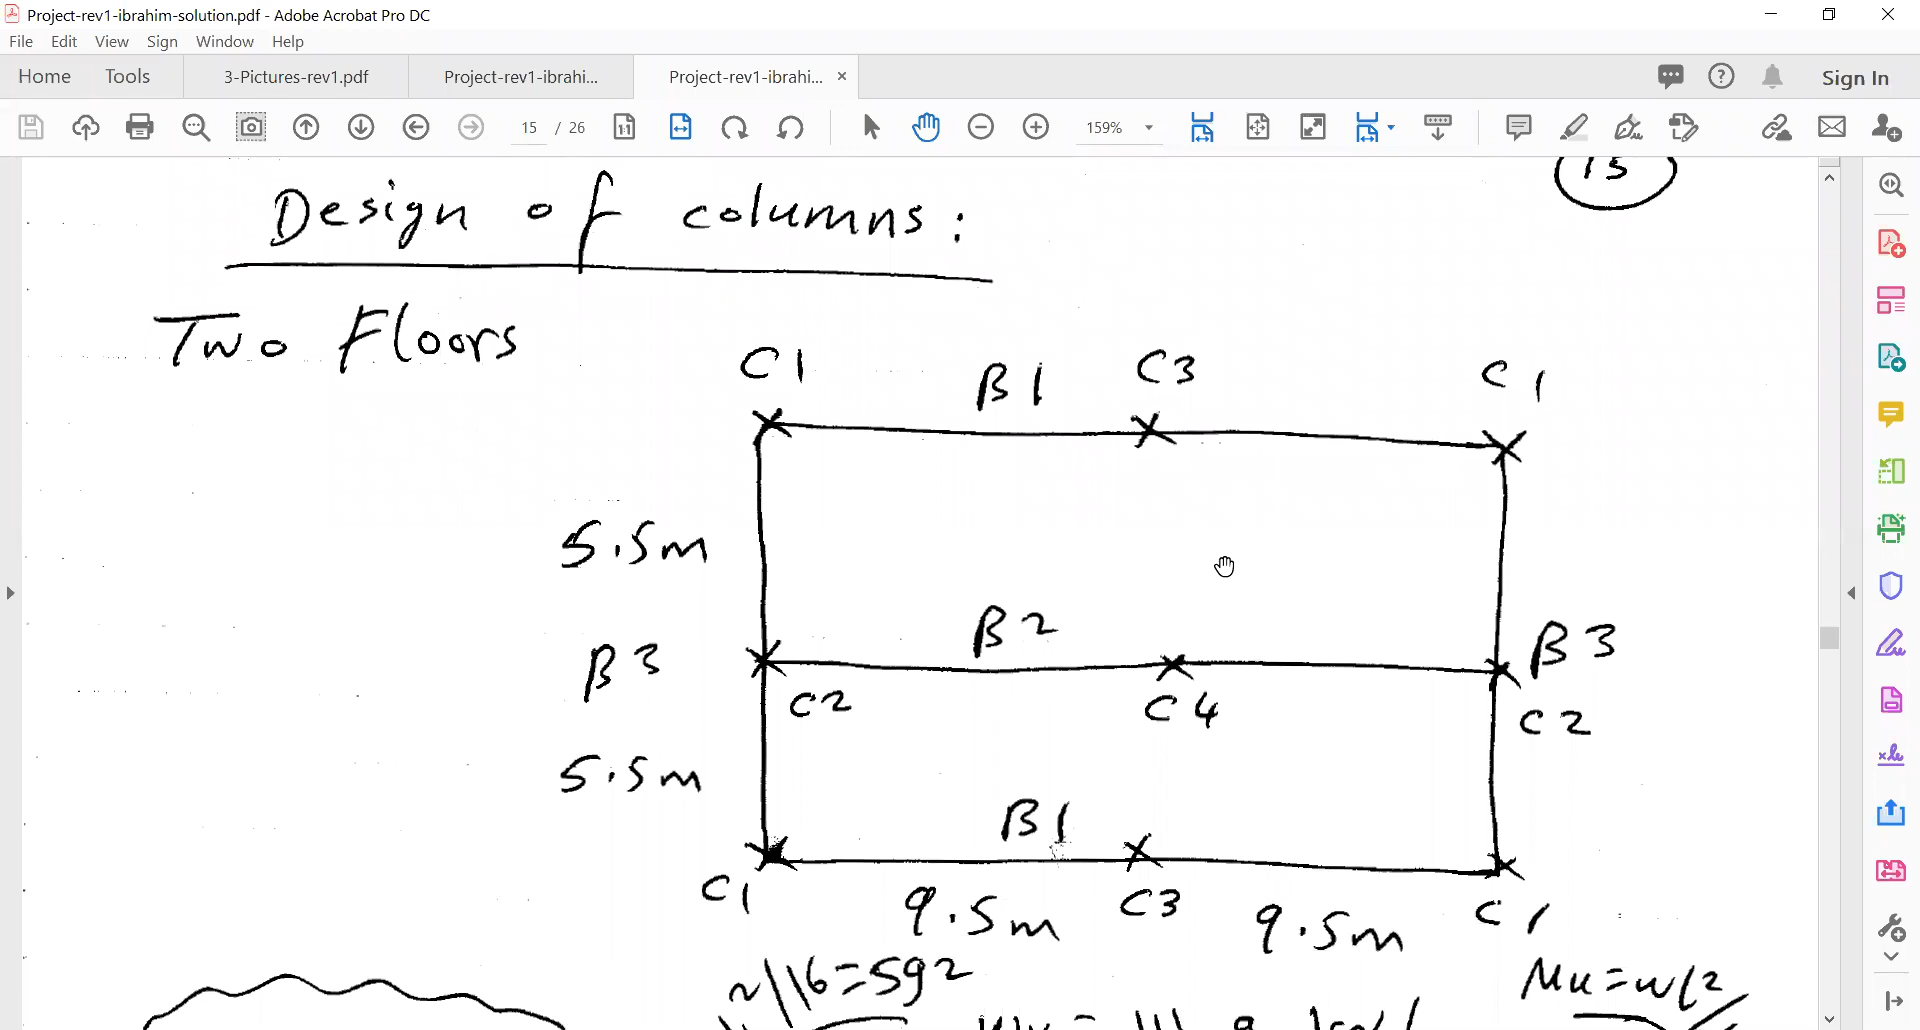 Project-rev1-ibrahim-solution.pdf - Adobe Acrobat Pro DC
File Edit View Sign Window Help
Home Tools 3-Pictures-rev1.pdf Project-rev1-ibrahi... Project-rev1-ibrahi... × Sign In
15 / 26 159%
15
Design of columns:
Two Floors
C1 B1 C3 C1
5.5m
B2 B3
B3
C2 C4 C2
5.5m
B1
C1 9.5m C3 9.5m C1
2/16=592
Mu=wl2/